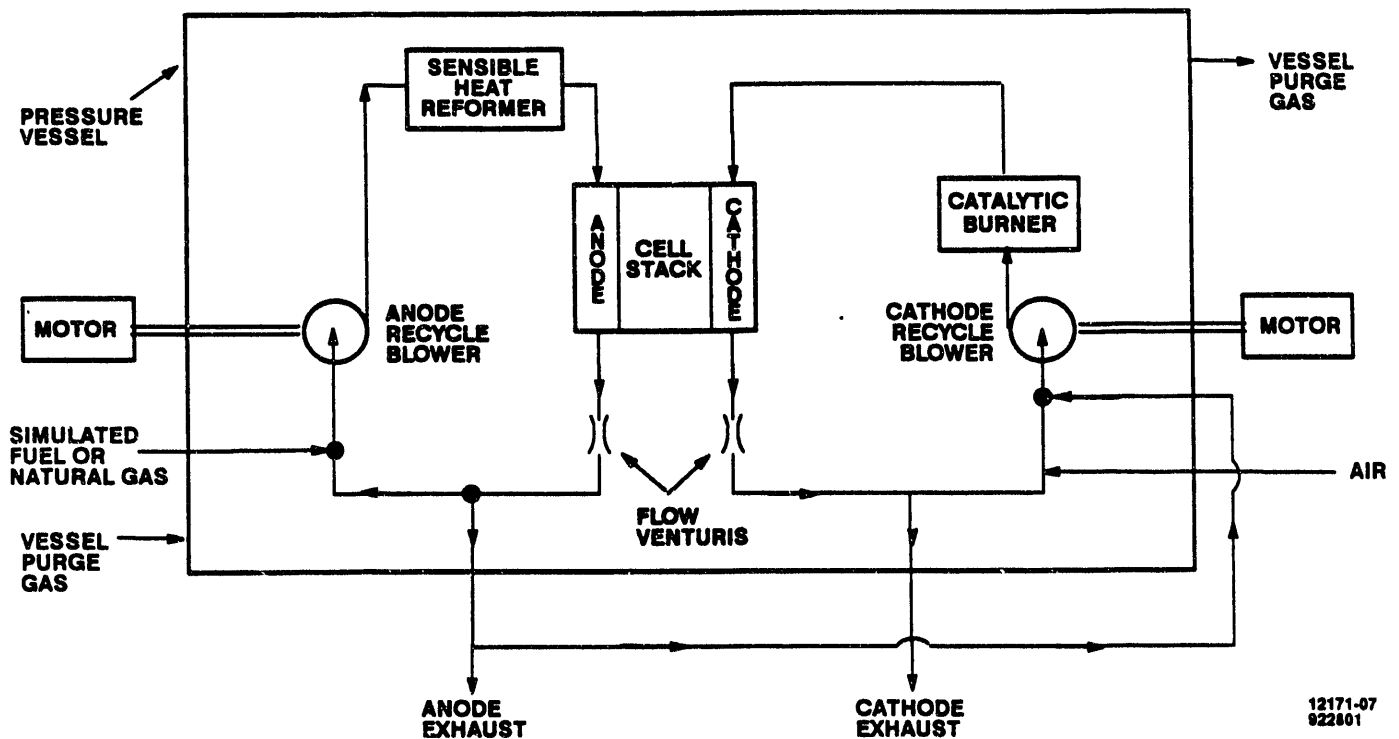 SENSIBLE
HEAT
REFORMER
VESSEL
PURGE
GAS
PRESSURE
VESSEL
CATALYTIC
BURNER
ANODE
CELL
STACK
CATHODE
MOTOR
ANODE
RECYCLE
BLOWER
CATHODE
RECYCLE
BLOWER
MOTOR
SIMULATED
FUEL OR
NATURAL GAS
AIR
FLOW
VENTURIS
VESSEL
PURGE
GAS
ANODE
EXHAUST
CATHODE
EXHAUST
12171-07
922801